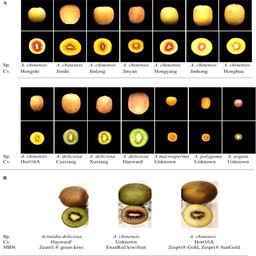 A
Sp. A. chinensis A. chinensis A. chinensis A. chinensis A. chinensis A. chinensis A. chinensis
Cv. Hongshi Jinshi Jinlong Jinyan Hongyang Jinhong Honghua
Sp. A. chinensis A. deliciosa A. deliciosa A. deliciosa A. macrosperma A. polygama A. arguta
Cv. Hort16A Cuixiang Xuxiang Hayward Unknown Unknown Unknown
B
Sp. Actinidia deliciosa A. chinensis A. chinensis
Cv. Hayward Unknown Hort16A
MBN Zespri® green kiwi EnzaRed kiwifruit Zespri® Gold, Zespri® SunGold